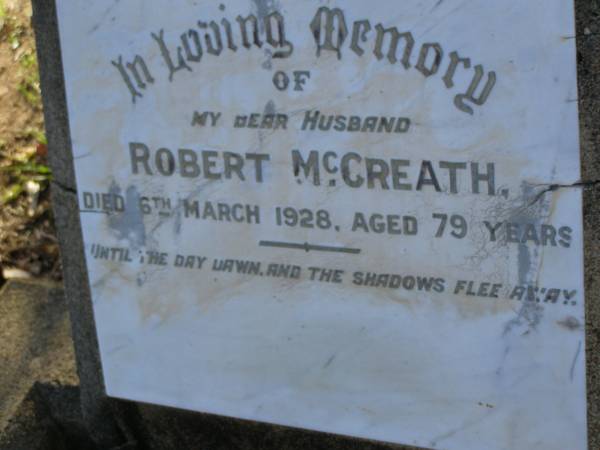 In Loving Memory
OF
MY DEAR HUSBAND
ROBERT MCCREATH,
DIED 6TH MARCH 1928. AGED 79 YEARS
UNTIL THE DAY DAWN, AND THE SHADOWS FLEE AWAY.